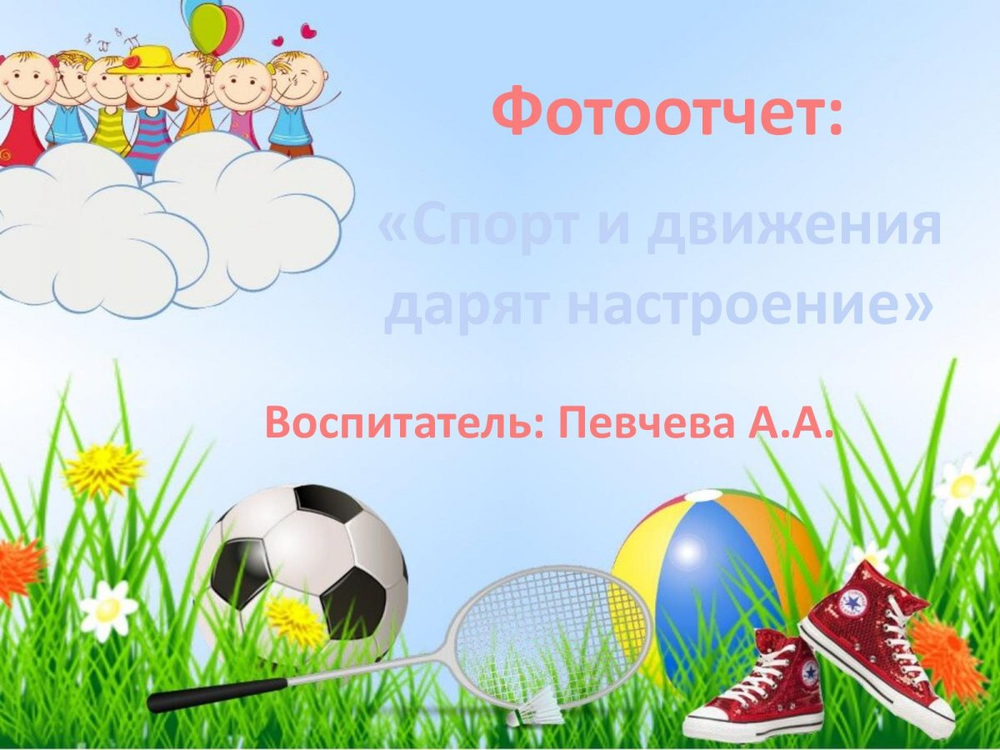 Фотоотчет:
«Спорт и движения
дарят настроение»
Воспитатель: Певчева А.А.